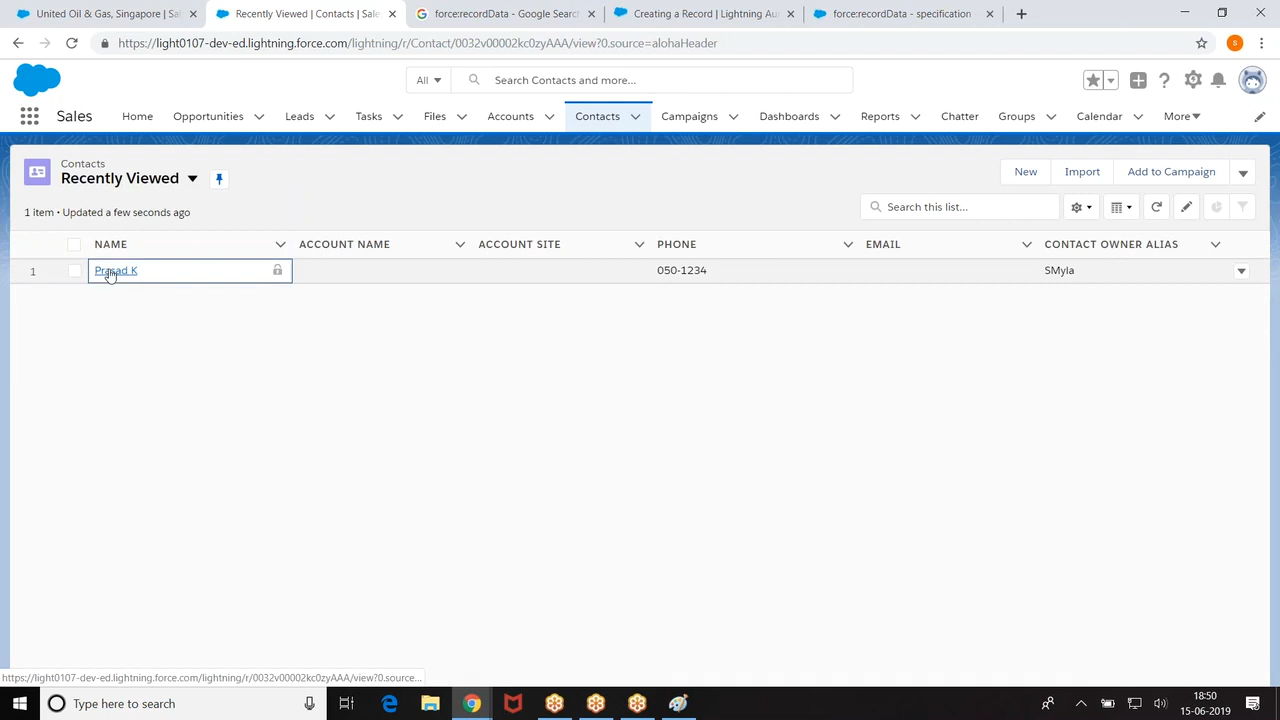 United Oil & Gas, Singapore | Sa
Recently Viewed | Contacts | Sale
force:recordData - Google Search
Creating a Record | Lightning Au
force:recordData - specification
https://light0107-dev-ed.lightning.force.com/lightning/r/Contact/0032v00002kc0zyAAA/view?0.source=alohaHeader
S
All
Search Contacts and more...
Sales
Home
Opportunities
Leads
Tasks
Files
Accounts
Contacts
Campaigns
Dashboards
Reports
Chatter
Groups
Calendar
More
Contacts
Recently Viewed
New
Import
Add to Campaign
1 item • Updated a few seconds ago
Search this list...
NAME
ACCOUNT NAME
ACCOUNT SITE
PHONE
EMAIL
CONTACT OWNER ALIAS
1
Prasad K
050-1234
SMyla
https://light0107-dev-ed.lightning.force.com/lightning/r/Contact/0032v00002kc0zyAAA/view?0.source...
Type here to search
18:50
15-06-2019